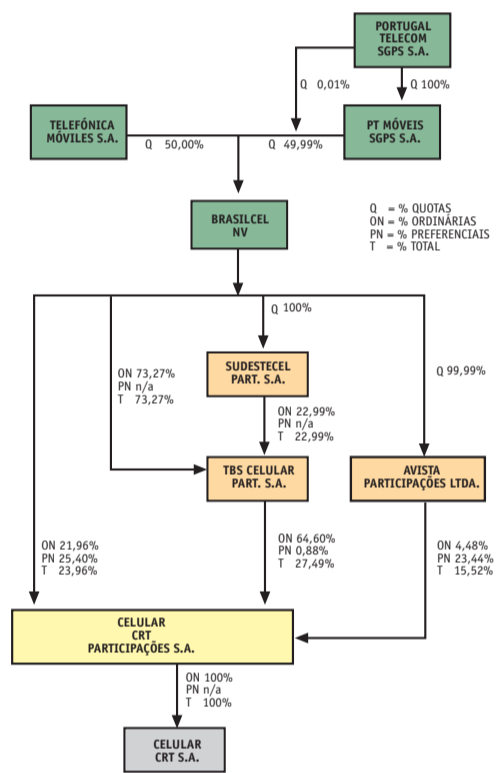 PORTUGAL
TELECOM
SGPS S.A.
Q 0,01%
Q 100%
TELEFÓNICA
MÓVILES S.A.
Q 50,00%
Q 49,99%
PT MÓVEIS
SGPS S.A.
BRASILCEL
NV
Q = % QUOTAS
ON = % ORDINÁRIAS
PN = % PREFERENCIAIS
T = % TOTAL
Q 100%
SUDESTECEL
PART. S.A.
Q 99,99%
ON 73,27%
PN n/a
T 73,27%
ON 22,99%
PN n/a
T 22,99%
TBS CELULAR
PART. S.A.
AVISTA
PARTICIPAÇÕES LTDA.
ON 21,96%
PN 25,40%
T 23,96%
ON 64,60%
PN 0,88%
T 27,49%
ON 4,48%
PN 23,44%
T 15,52%
CELULAR
CRT
PARTICIPAÇÕES S.A.
ON 100%
PN n/a
T 100%
CELULAR
CRT S.A.